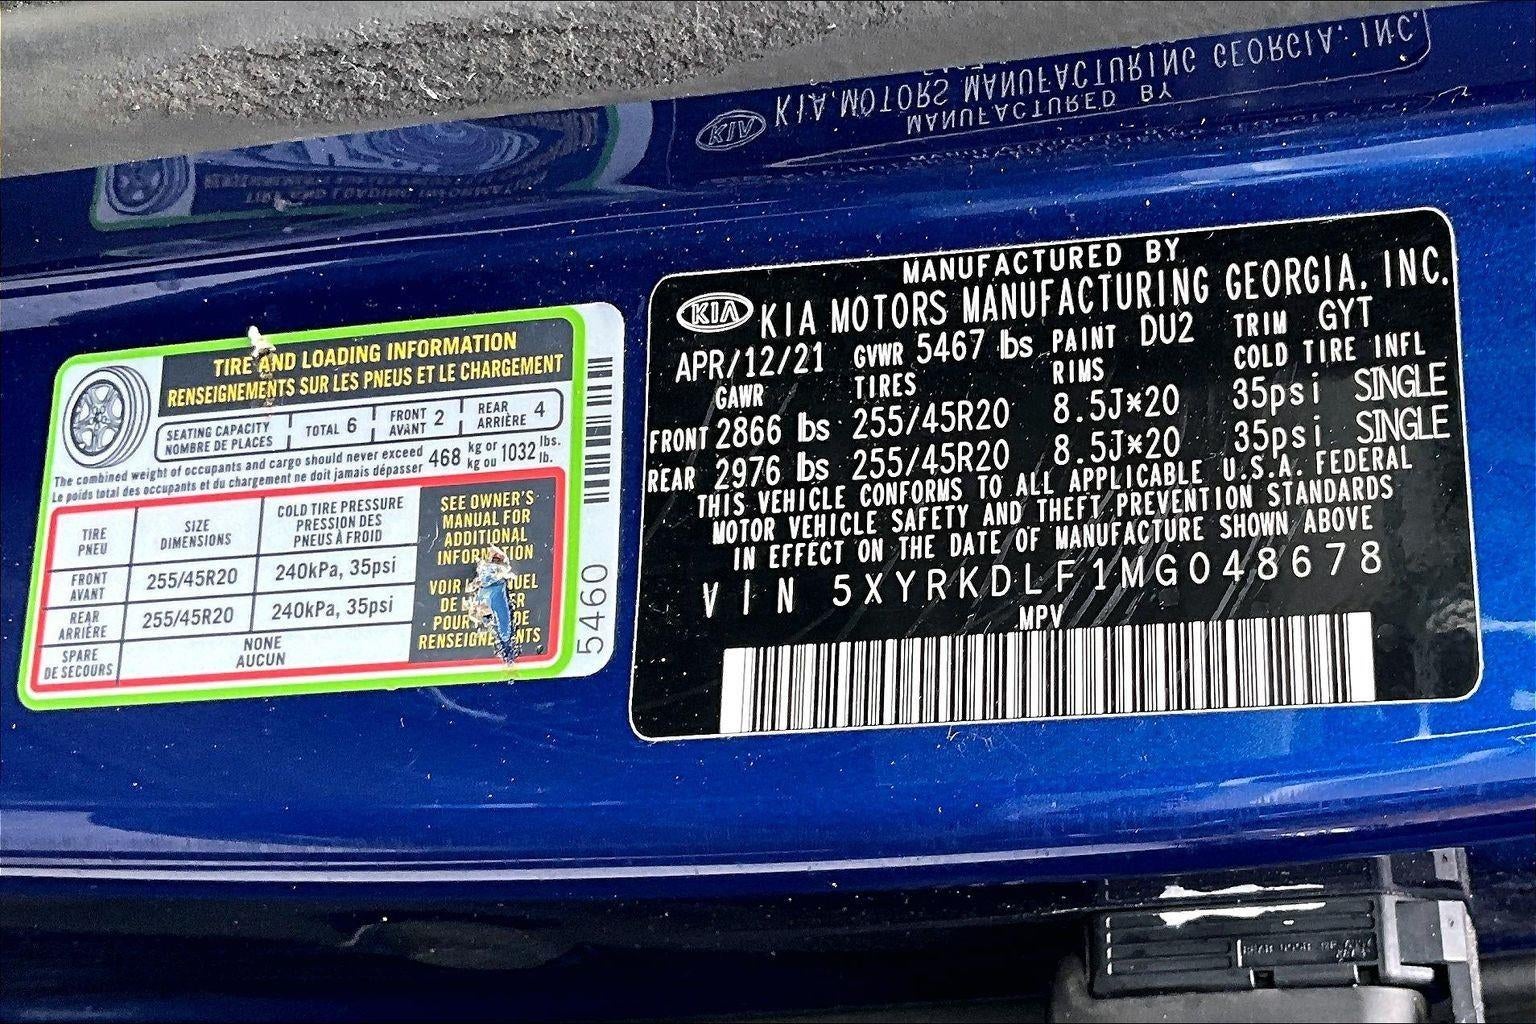 TIRE AND LOADING INFORMATION
RENSEIGNEMENTS SUR LES PNEUS ET LE CHARGEMENT
SEATING CAPACITY
NOMBRE DE PLACES
TOTAL 6
FRONT
AVANT 2
REAR
ARRIÈRE 4
The combined weight of occupants and cargo should never exceed 468 kg or 1032 lbs.
Le poids total des occupants et du chargement ne doit jamais dépasser kg ou lb.
TIRE
PNEU
SIZE
DIMENSIONS
COLD TIRE PRESSURE
PRESSION DES
PNEUS À FROID
FRONT
AVANT
255/45R20
240kPa, 35psi
REAR
ARRIÈRE
255/45R20
240kPa, 35psi
SPARE
DE SECOURS
NONE
AUCUN
SEE OWNER'S
MANUAL FOR
ADDITIONAL
INFORMATION
VOIR
DE
POUR DE
RENSEIGNEMENTS
5460
MANUFACTURED BY
KIA KIA MOTORS MANUFACTURING GEORGIA, INC.
APR/12/21 GVWR 5467 lbs PAINT DU2 TRIM GYT
GAWR TIRES RIMS COLD TIRE INFL
FRONT 2866 lbs 255/45R20 8.5J*20 35psi SINGLE
REAR 2976 lbs 255/45R20 8.5J*20 35psi SINGLE
THIS VEHICLE CONFORMS TO ALL APPLICABLE U.S.A. FEDERAL
MOTOR VEHICLE SAFETY AND THEFT PREVENTION STANDARDS
IN EFFECT ON THE DATE OF MANUFACTURE SHOWN ABOVE
VIN 5XYRKDLF1MG048678
MPV